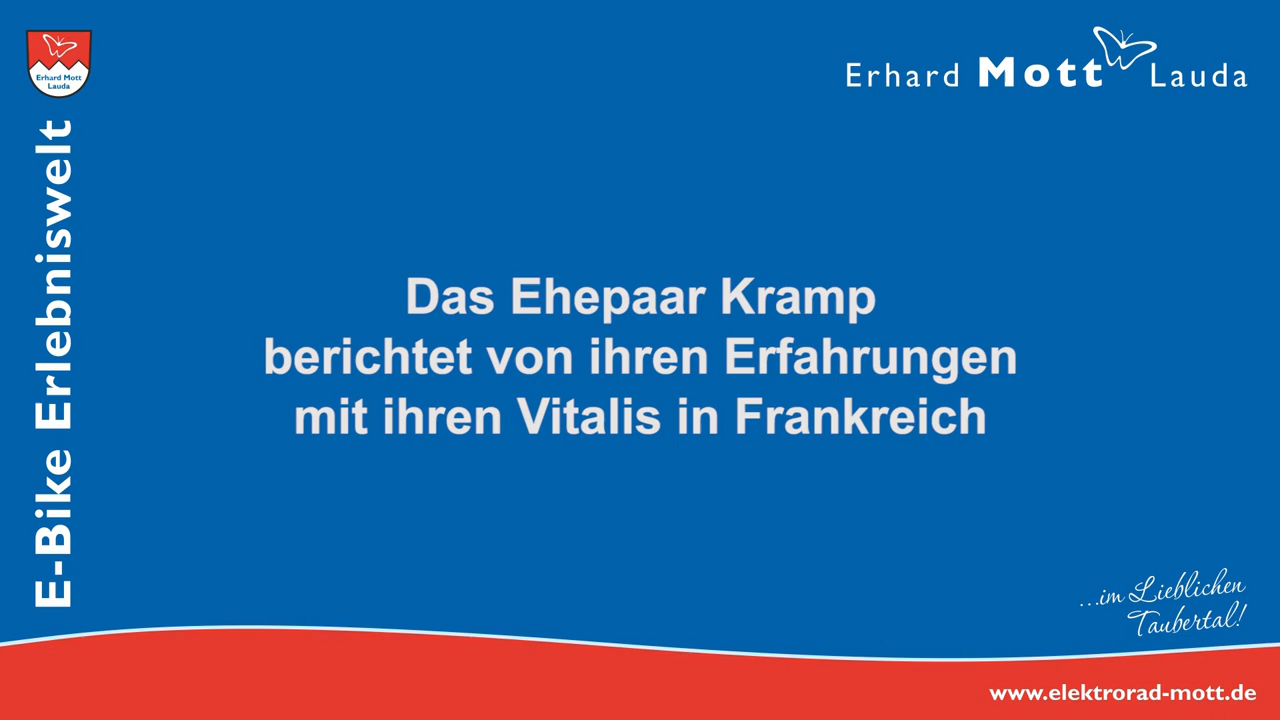 Erhard Mott
Lauda
Erhard Mott Lauda
E-Bike Erlebniswelt
Das Ehepaar Kramp
berichtet von ihren Erfahrungen
mit ihren Vitalis in Frankreich
...im Lieblichen
Taubertal!
www.elektrorad-mott.de